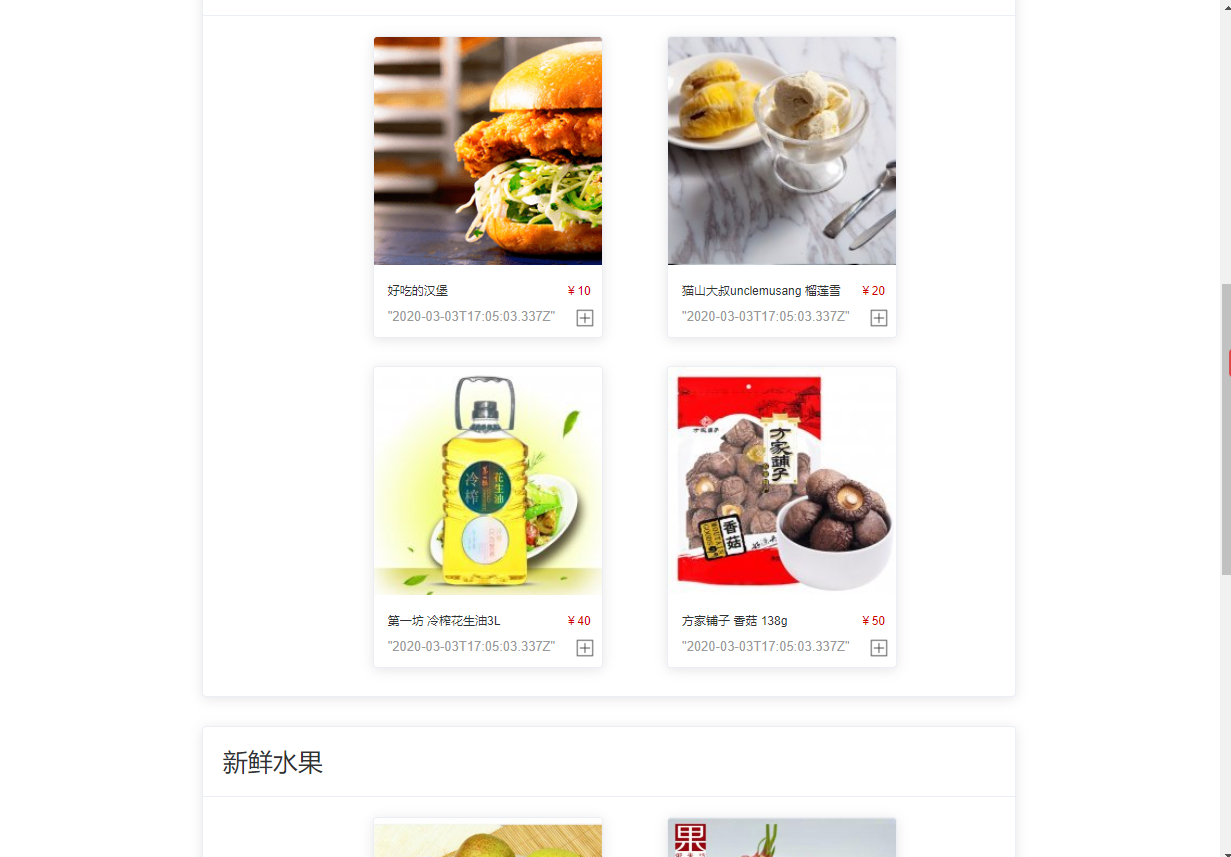 好吃的汉堡 ¥ 10
猫山大叔unclemusang 榴莲雪 ¥ 20
"2020-03-03T17:05:03.337Z"
"2020-03-03T17:05:03.337Z"
冷榨
花生油
方家铺子
方家鋪子
香菇
第一坊 冷榨花生油3L ¥ 40
方家铺子 香菇 138g ¥ 50
"2020-03-03T17:05:03.337Z"
"2020-03-03T17:05:03.337Z"
新鲜水果
果